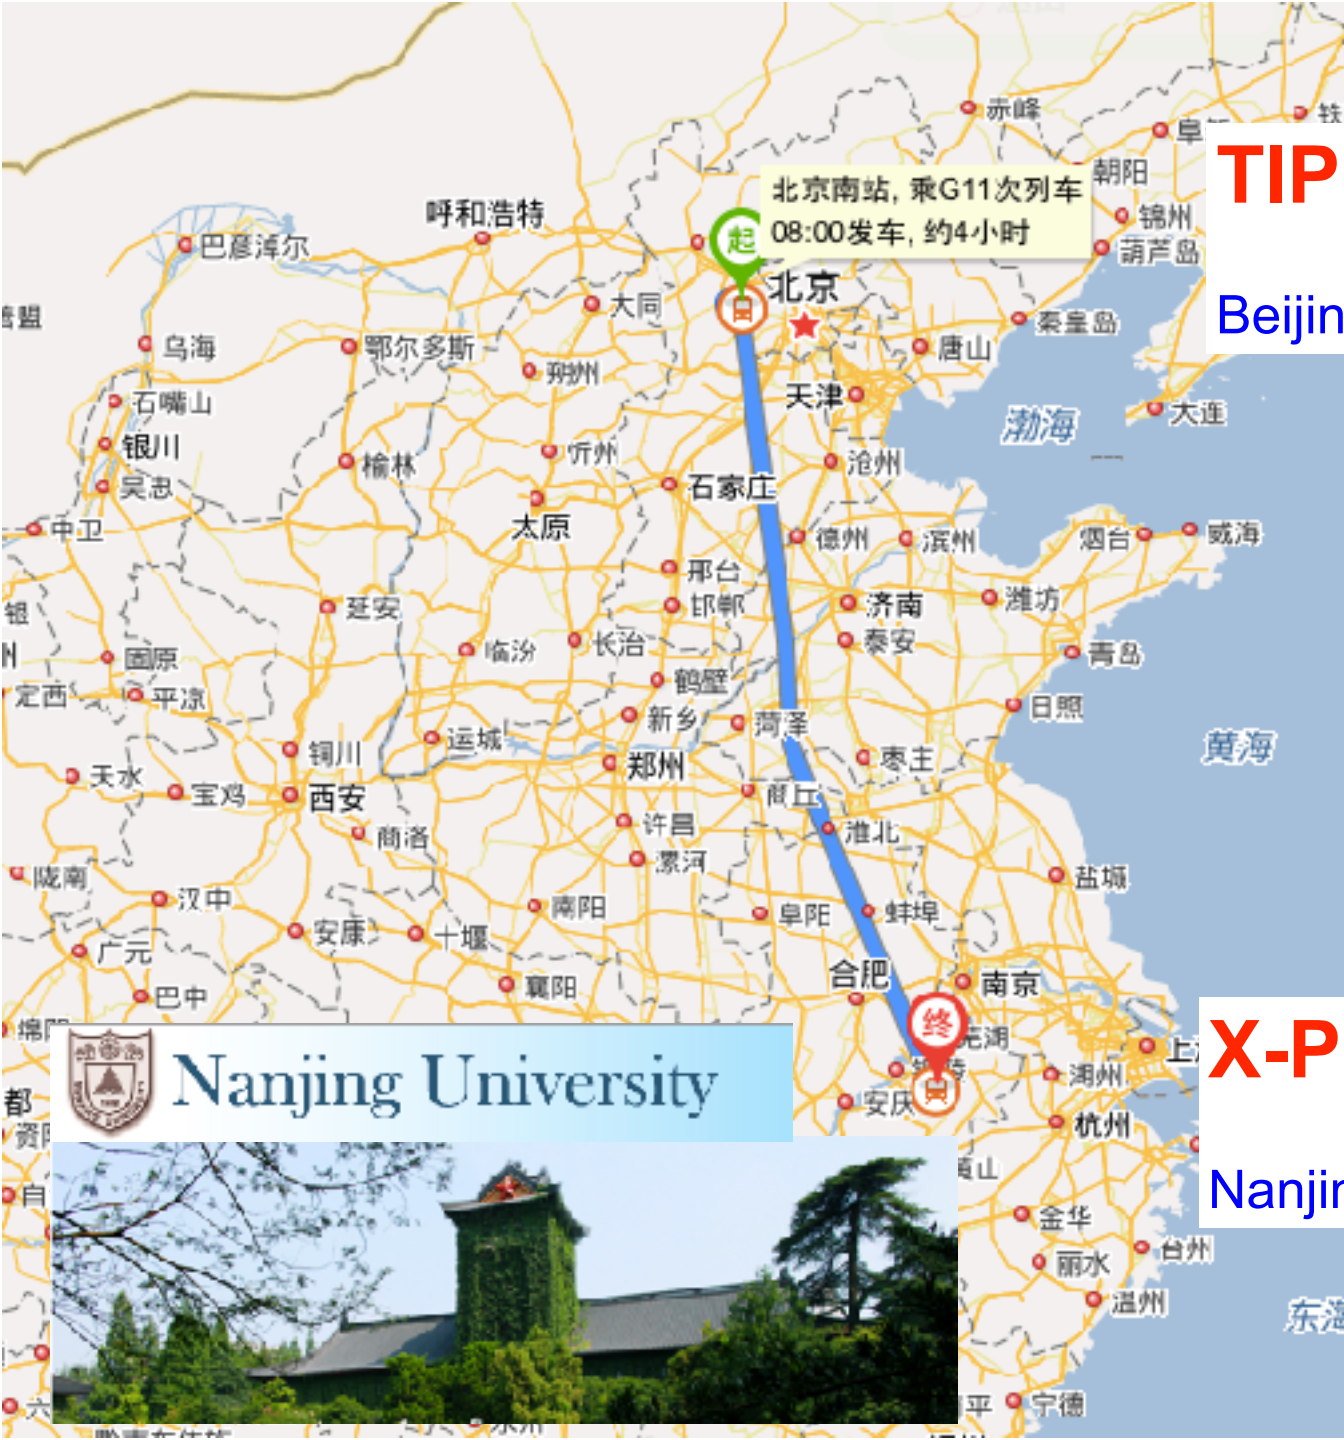 赤峰
朝阳
TIP
北京南站, 乘G11次列车
08:00发车, 约4小时
锦州
葫芦岛
呼和浩特
巴彦淖尔
起
北京
大同
Beijin
秦皇岛
乌海
鄂尔多斯
唐山
朔州
天津
石嘴山
大连
渤海
银川
忻州
沧州
榆林
吴忠
石家庄
太原
中卫
德州
滨州
烟台
威海
邢台
邯郸
延安
济南
潍坊
临汾
长治
泰安
固原
青岛
鹤壁
定西
平凉
新乡
日照
菏泽
运城
铜川
黄海
郑州
枣庄
天水
宝鸡
西安
商丘
许昌
淮北
商洛
漯河
陇南
盐城
汉中
南阳
阜阳
蚌埠
安康
十堰
广元
合肥
南京
襄阳
巴中
终
芜湖
X-P
Nanjing University
湖州
都
安庆
杭州
Nanjin
金华
台州
丽水
温州
宁德